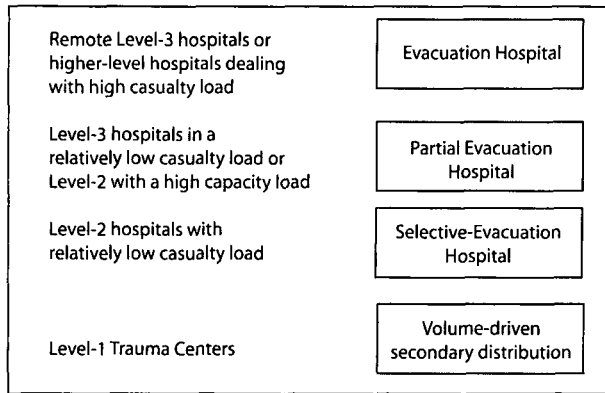 Remote Level-3 hospitals or
higher-level hospitals dealing
with high casualty load
Evacuation Hospital
Level-3 hospitals in a
relatively low casualty load or
Level-2 with a high capacity load
Partial Evacuation
Hospital
Level-2 hospitals with
relatively low casualty load
Selective-Evacuation
Hospital
Level-1 Trauma Centers
Volume-driven
secondary distribution